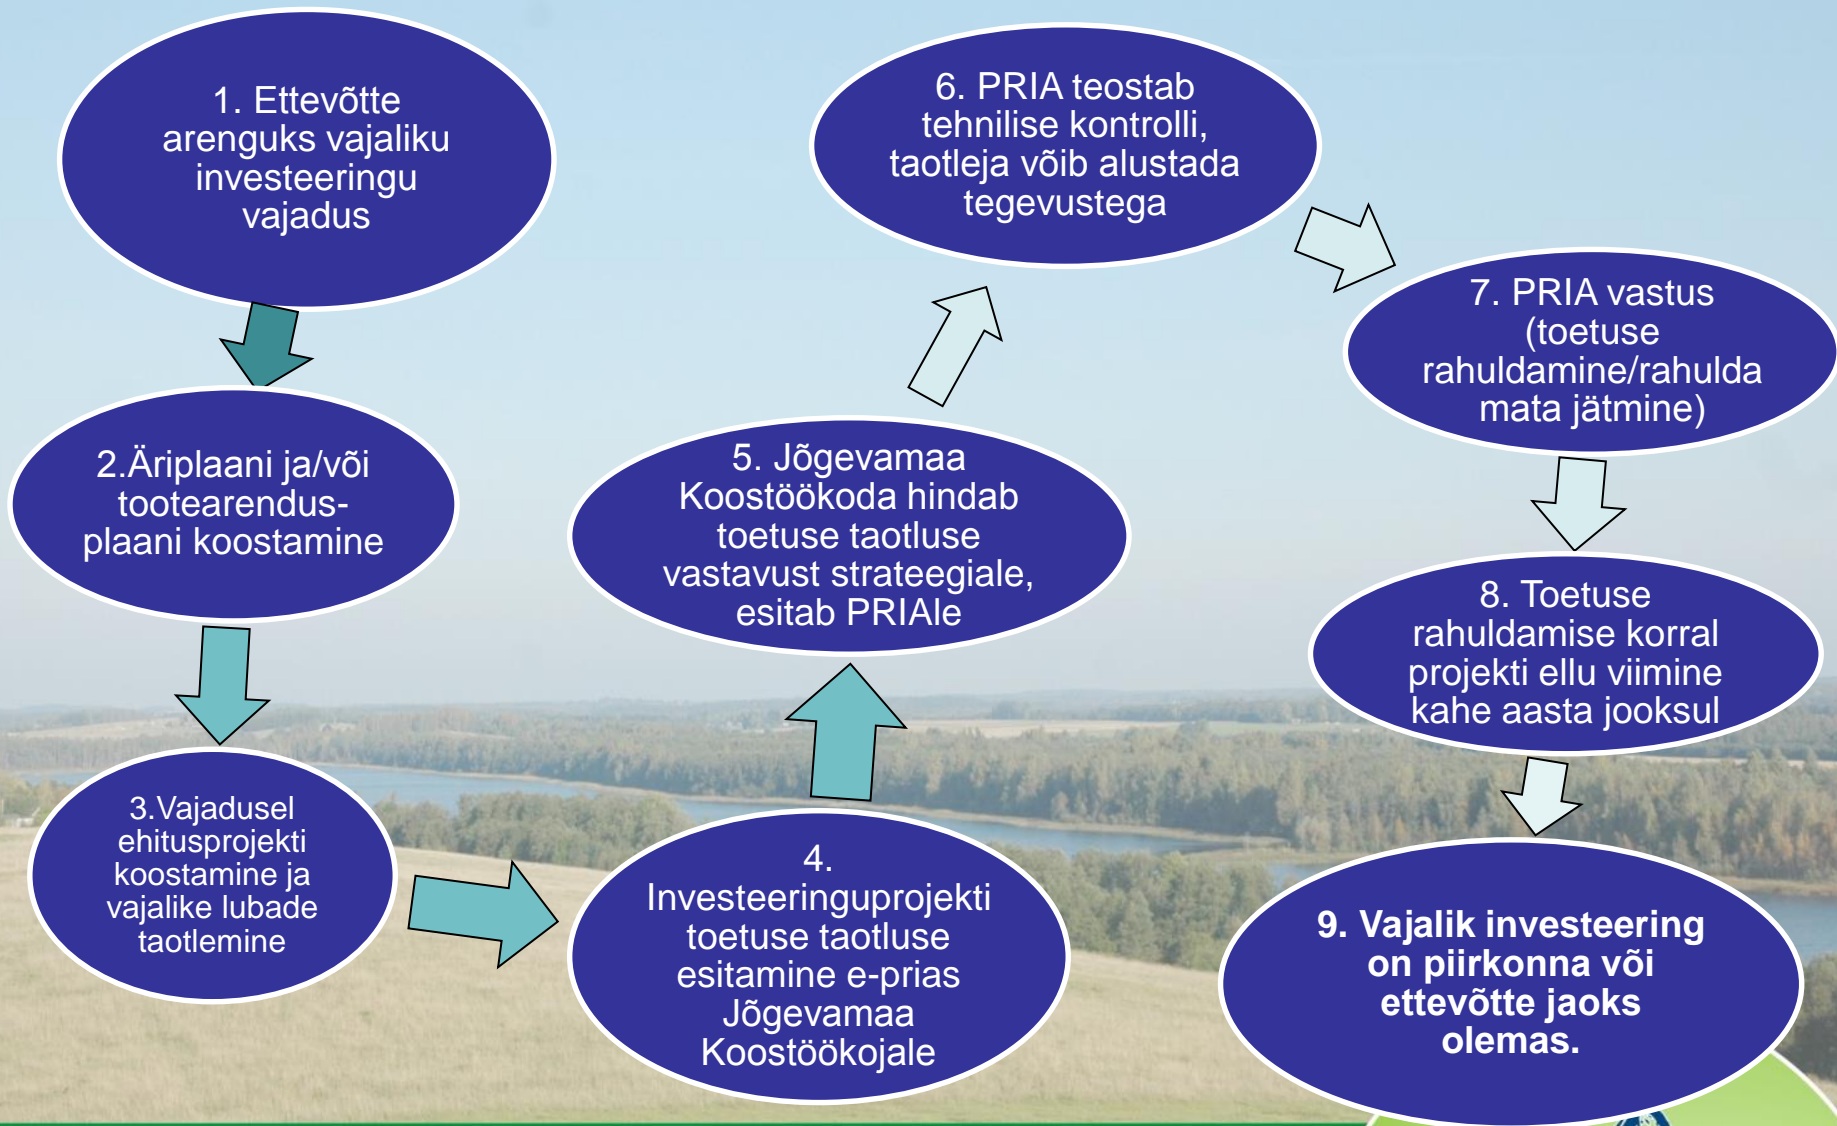 1. Ettevõtte
arenguks vajaliku
investeeringu
vajadus
2.Äriplaani ja/või
tootearendus-
plaani koostamine
3.Vajadusel
ehitusprojekti
koostamine ja
vajalike lubade
taotlemine
4.
Investeeringuprojekti
toetuse taotluse
esitamine e-prias
Jõgevamaa
Koostöökojale
5. Jõgevamaa
Koostöökoda hindab
toetuse taotluse
vastavust strateegiale,
esitab PRIAle
6. PRIA teostab
tehnilise kontrolli,
taotleja võib alustada
tegevustega
7. PRIA vastus
(toetuse
rahuldamine/rahulda
mata jätmine)
8. Toetuse
rahuldamise korral
projekti ellu viimine
kahe aasta jooksul
9. Vajalik investeering
on piirkonna või
ettevõtte jaoks
olemas.